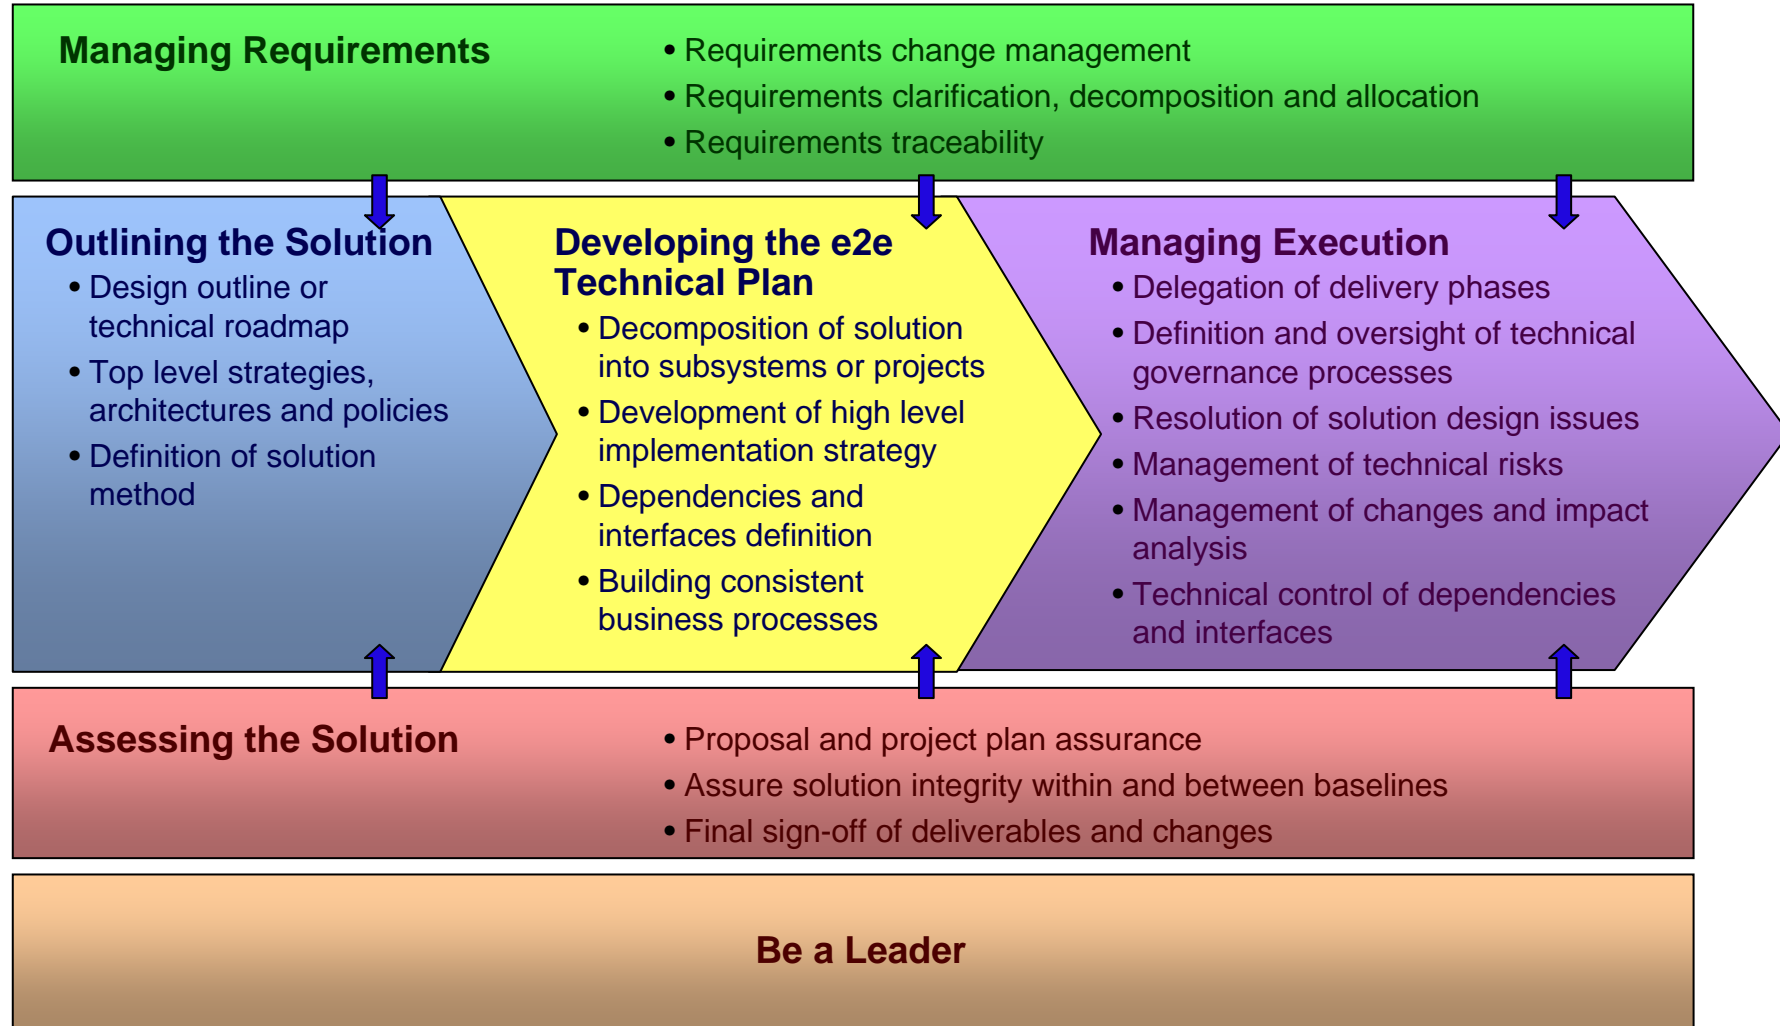 Managing Requirements
• Requirements change management
• Requirements clarification, decomposition and allocation
• Requirements traceability
Outlining the Solution
• Design outline or
technical roadmap
• Top level strategies,
architectures and policies
• Definition of solution
method
Developing the e2e
Technical Plan
• Decomposition of solution
into subsystems or projects
• Development of high level
implementation strategy
• Dependencies and
interfaces definition
• Building consistent
business processes
Managing Execution
• Delegation of delivery phases
• Definition and oversight of technical
governance processes
• Resolution of solution design issues
• Management of technical risks
• Management of changes and impact
analysis
• Technical control of dependencies
and interfaces
Assessing the Solution
• Proposal and project plan assurance
• Assure solution integrity within and between baselines
• Final sign-off of deliverables and changes
Be a Leader